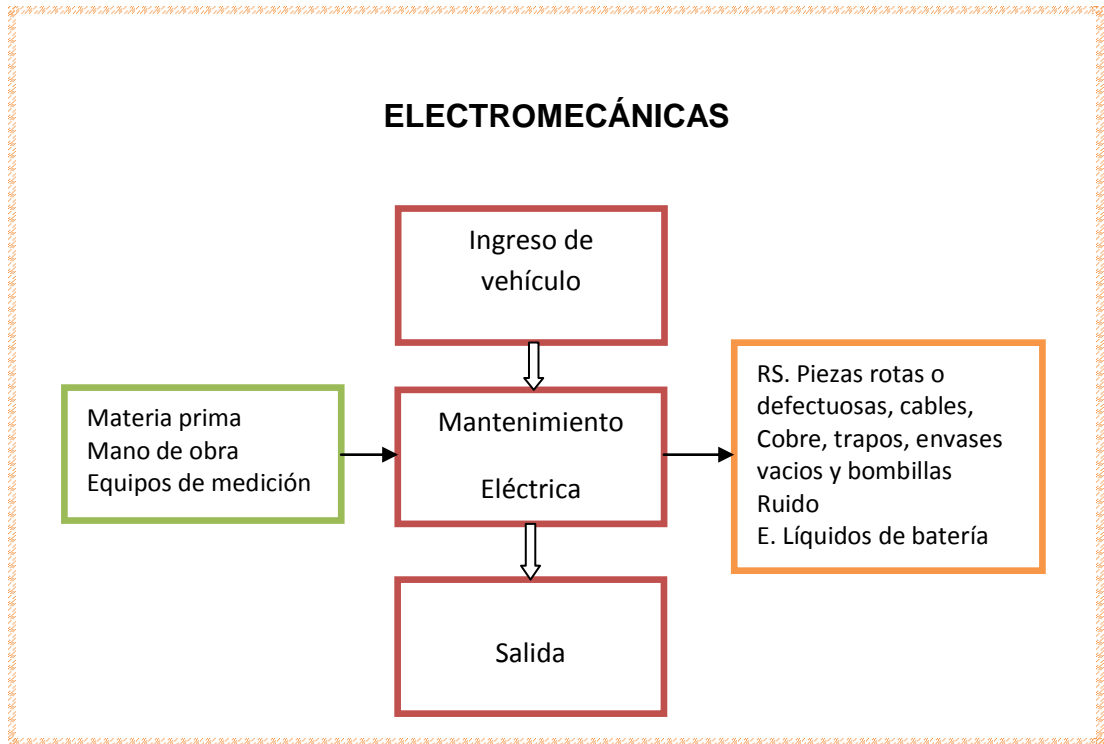 ELECTROMECÁNICAS
Ingreso de
vehículo
Materia prima
Mano de obra
Equipos de medición
Mantenimiento
Eléctrica
RS. Piezas rotas o
defectuosas, cables,
Cobre, trapos, envases
vacios y bombillas
Ruido
E. Líquidos de batería
Salida